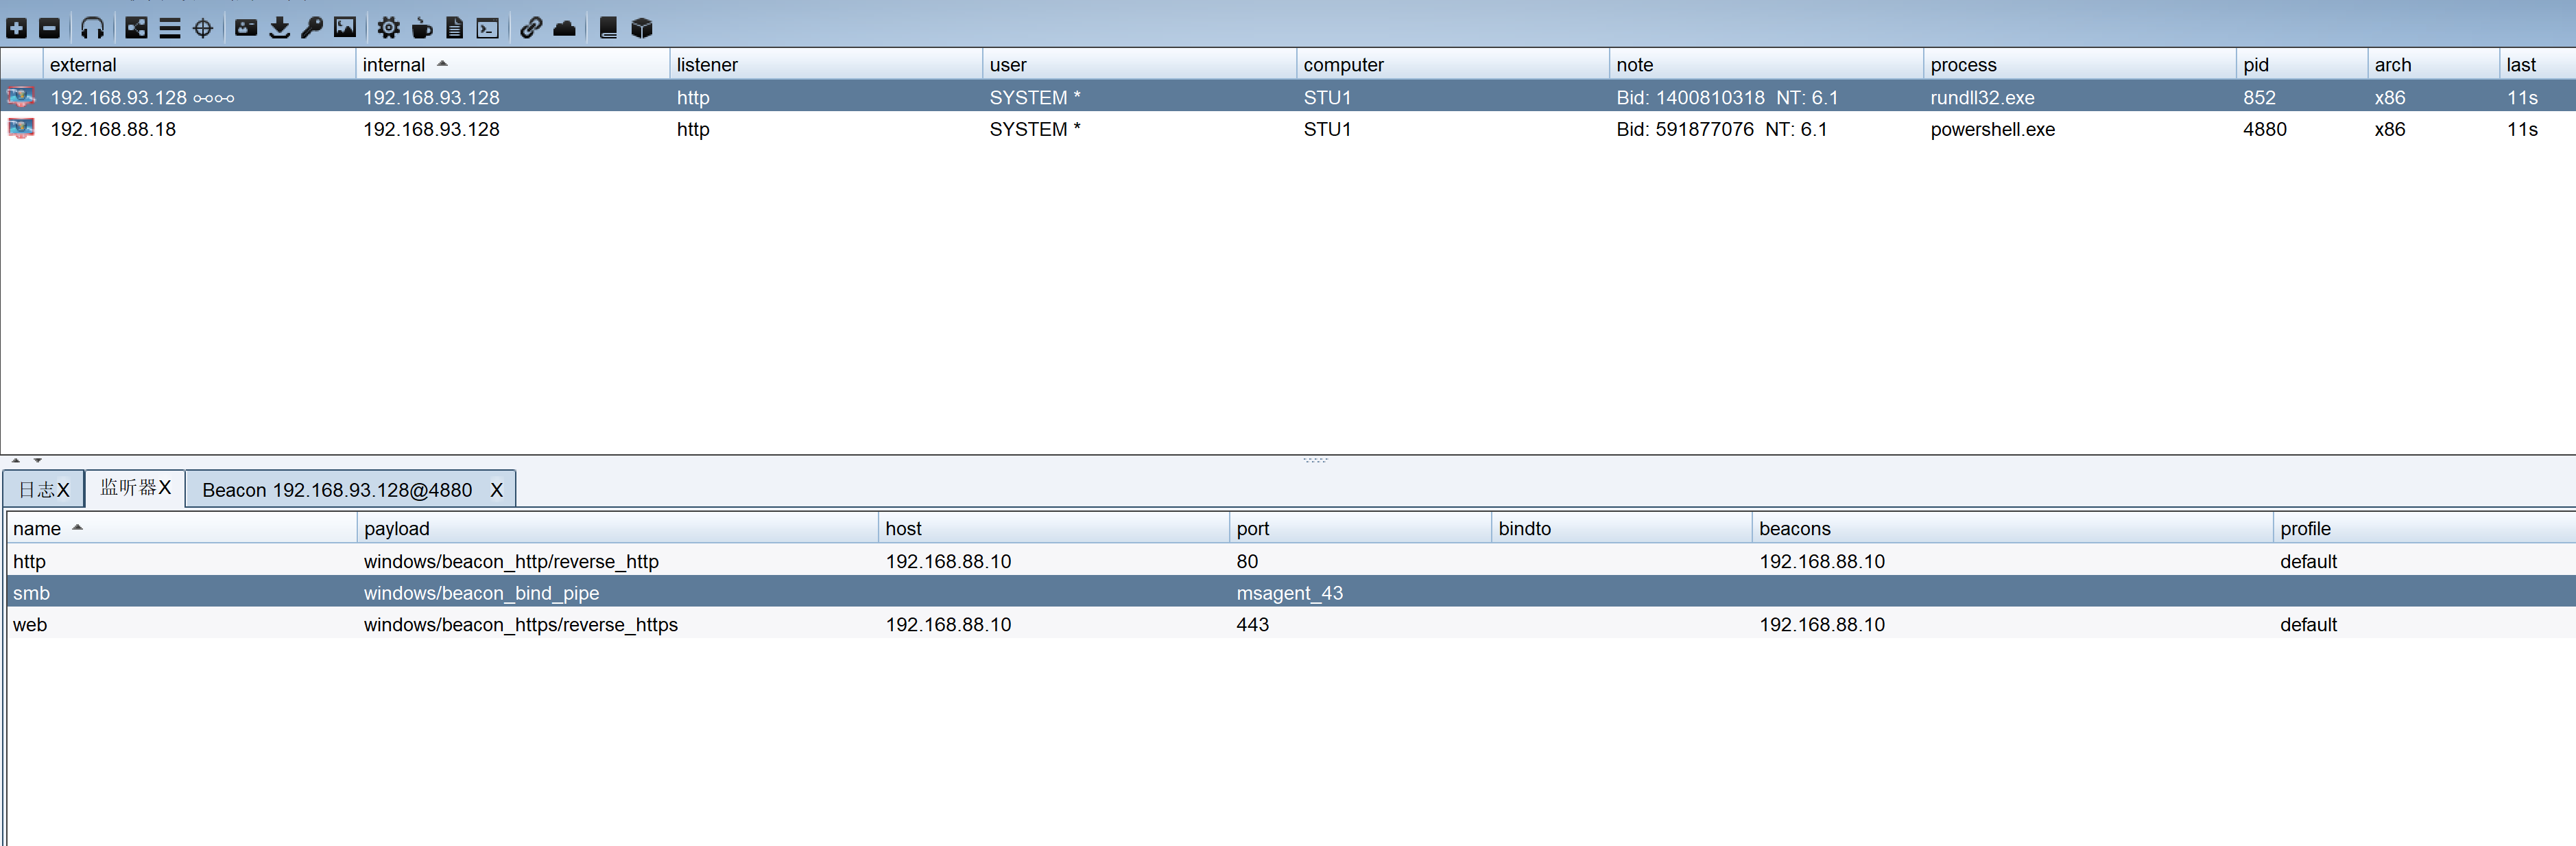 external internal listener user computer note process pid arch last
192.168.93.128 192.168.93.128 http SYSTEM * STU1 Bid: 1400810318 NT: 6.1 rundll32.exe 852 x86 11s
192.168.88.18 192.168.93.128 http SYSTEM * STU1 Bid: 591877076 NT: 6.1 powershell.exe 4880 x86 11s
日志X 监听器X Beacon 192.168.93.128@4880 X
name payload host port bindto beacons profile
http windows/beacon_http/reverse_http 192.168.88.10 80 192.168.88.10 default
smb windows/beacon_bind_pipe msagent_43
web windows/beacon_https/reverse_https 192.168.88.10 443 192.168.88.10 default